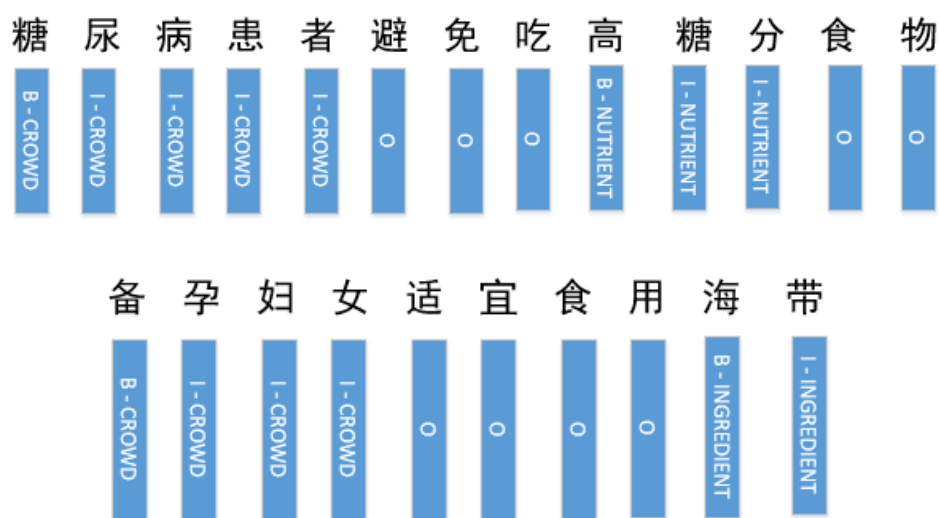 糖 尿 病 患 者 避 免 吃 高 糖 分 食 物
B - CROWD I - CROWD I - CROWD I - CROWD I - CROWD O O O B - NUTRIENT I - NUTRIENT I - NUTRIENT O O
备 孕 妇 女 适 宜 食 用 海 带
B - CROWD I - CROWD I - CROWD I - CROWD O O O O B - INGREDIENT I - INGREDIENT